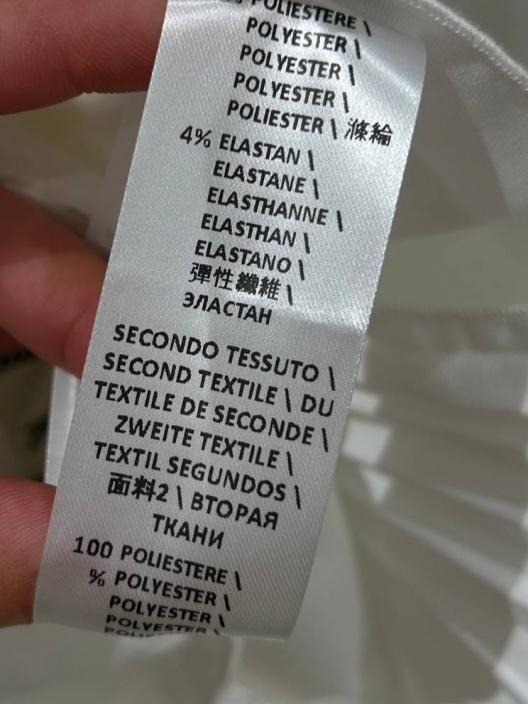 POLIESTERE \
POLYESTER \
POLYESTER \
POLYESTER \
POLIESTER \ 滌綸
4% ELASTAN \
ELASTANE \
ELASTHANNE \
ELASTHAN \
ELASTANO \
彈性纖維 \
ЭЛАСТАН
SECONDO TESSUTO \
SECOND TEXTILE \ DU
TEXTILE DE SECONDE \
ZWEITE TEXTILE \
TEXTIL SEGUNDOS \
面料2 \ ВТОРАЯ
ТКАНИ
100 POLIESTERE \
% POLYESTER \
POLYESTER \
POLYESTER \